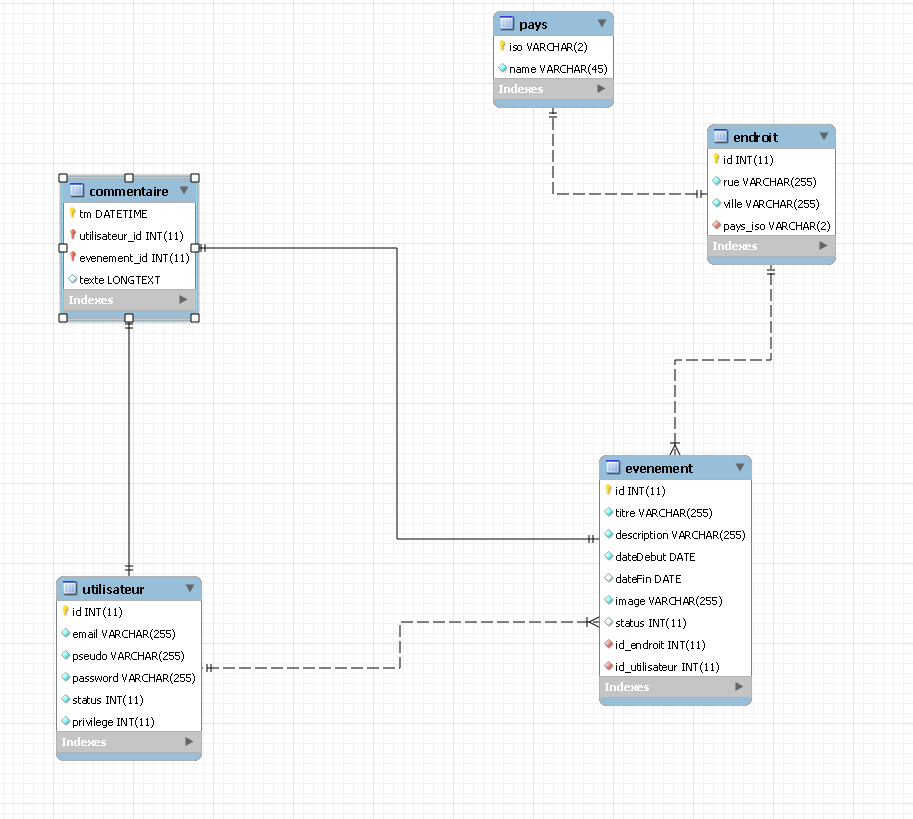 pays
iso VARCHAR(2)
name VARCHAR(45)
Indexes
endroit
id INT(11)
rue VARCHAR(255)
ville VARCHAR(255)
pays_iso VARCHAR(2)
Indexes
commentaire
tm DATETIME
utilisateur_id INT(11)
evenement_id INT(11)
texte LONGTEXT
Indexes
evenement
id INT(11)
titre VARCHAR(255)
description VARCHAR(255)
dateDebut DATE
dateFin DATE
image VARCHAR(255)
status INT(11)
id_endroit INT(11)
id_utilisateur INT(11)
Indexes
utilisateur
id INT(11)
email VARCHAR(255)
pseudo VARCHAR(255)
password VARCHAR(255)
status INT(11)
privilege INT(11)
Indexes